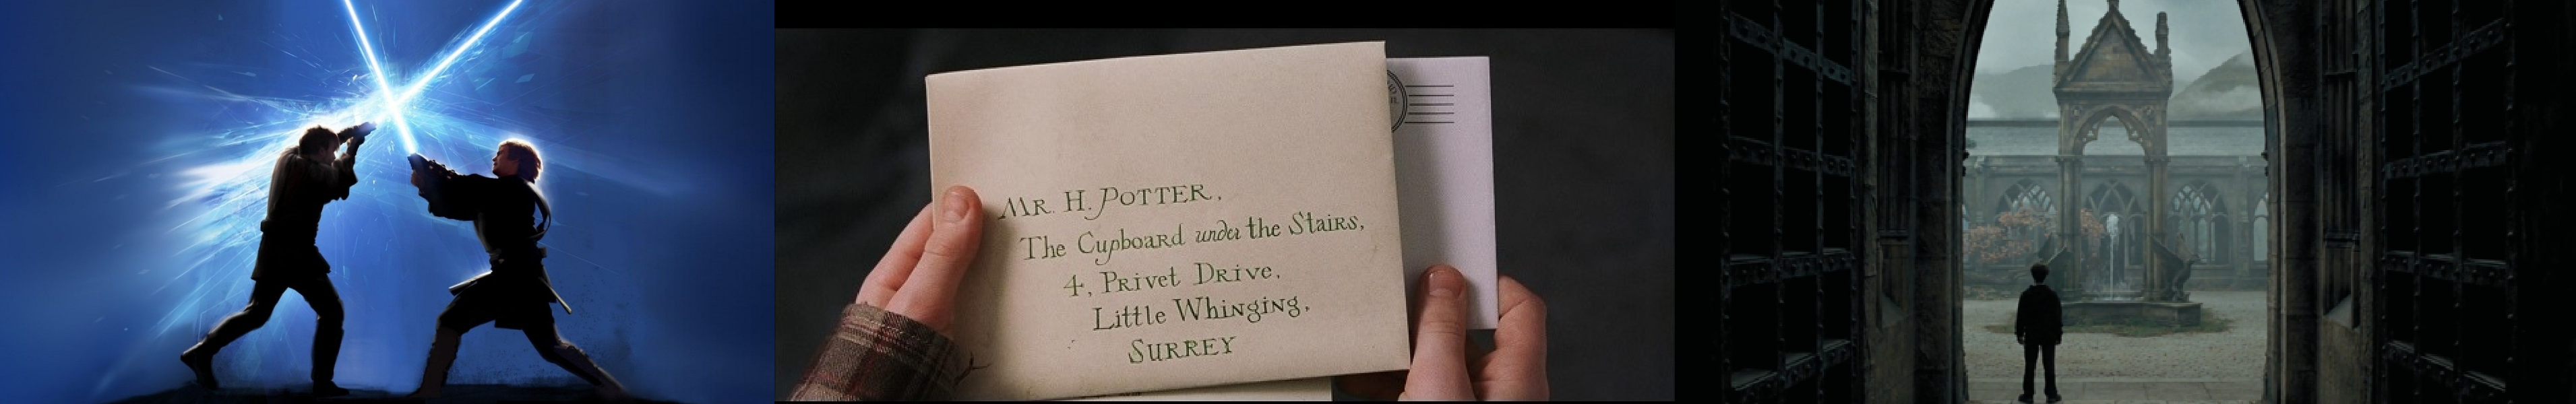 Mr. H. Potter,
The Cupboard under the Stairs,
4, Privet Drive,
Little Whinging,
SURREY